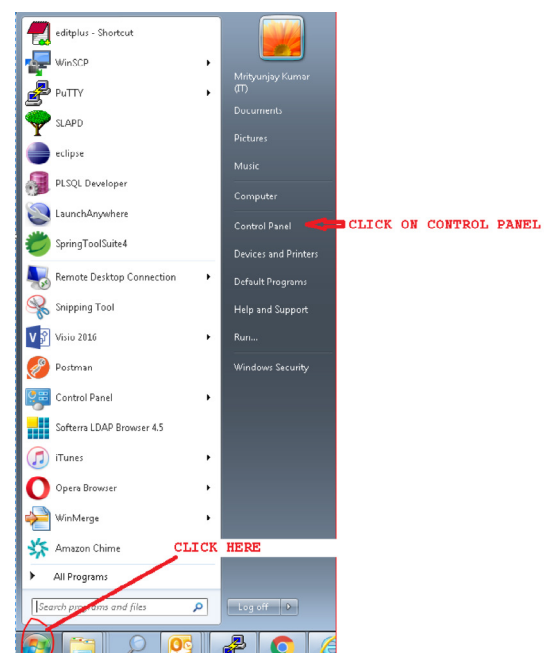 editplus - Shortcut
WinSCP
PuTTY
SLAPD
eclipse
PLSQL Developer
LaunchAnywhere
SpringToolSuite4
Remote Desktop Connection
Snipping Tool
Visio 2016
Postman
Control Panel
Softerra LDAP Browser 4.5
iTunes
Opera Browser
WinMerge
Amazon Chime
All Programs
Search programs and files
Mrityunjay Kumar
(IT)
Documents
Pictures
Music
Computer
Control Panel
Devices and Printers
Default Programs
Help and Support
Run...
Windows Security
Log off
CLICK ON CONTROL PANEL
CLICK HERE